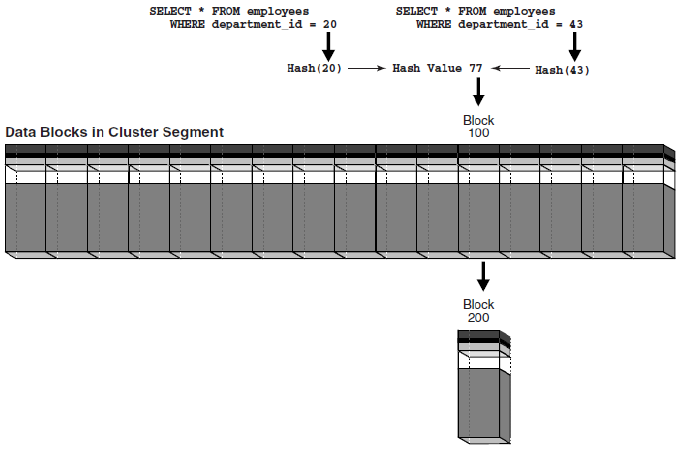 SELECT * FROM employees
WHERE department_id = 20
SELECT * FROM employees
WHERE department_id = 43
Hash(20)
Hash Value 77
Hash(43)
Block
100
Data Blocks in Cluster Segment
Block
200